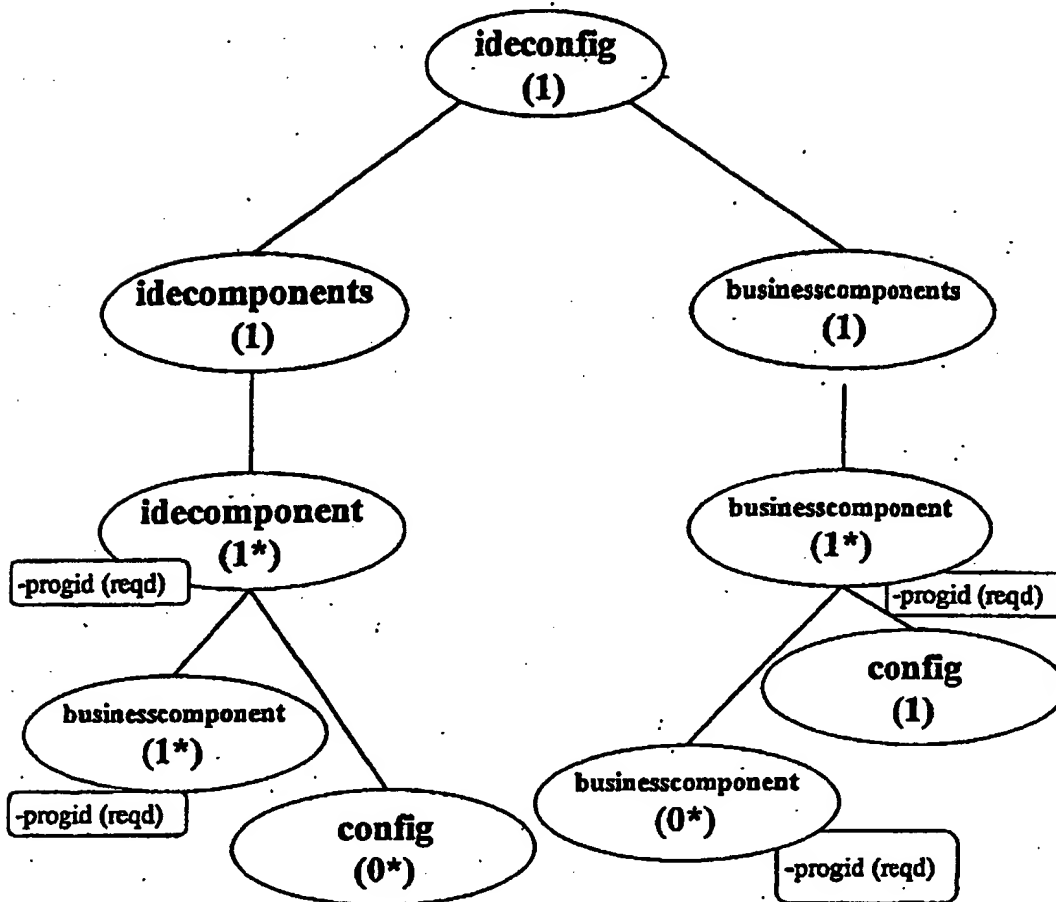 ideconfig
(1)
idecomponents
(1)
businesscomponents
(1)
idecomponent
(1*)
-progid (reqd)
businesscomponent
(1*)
-progid (reqd)
businesscomponent
(1*)
-progid (reqd)
config
(0*)
config
(1)
businesscomponent
(0*)
-progid (reqd)